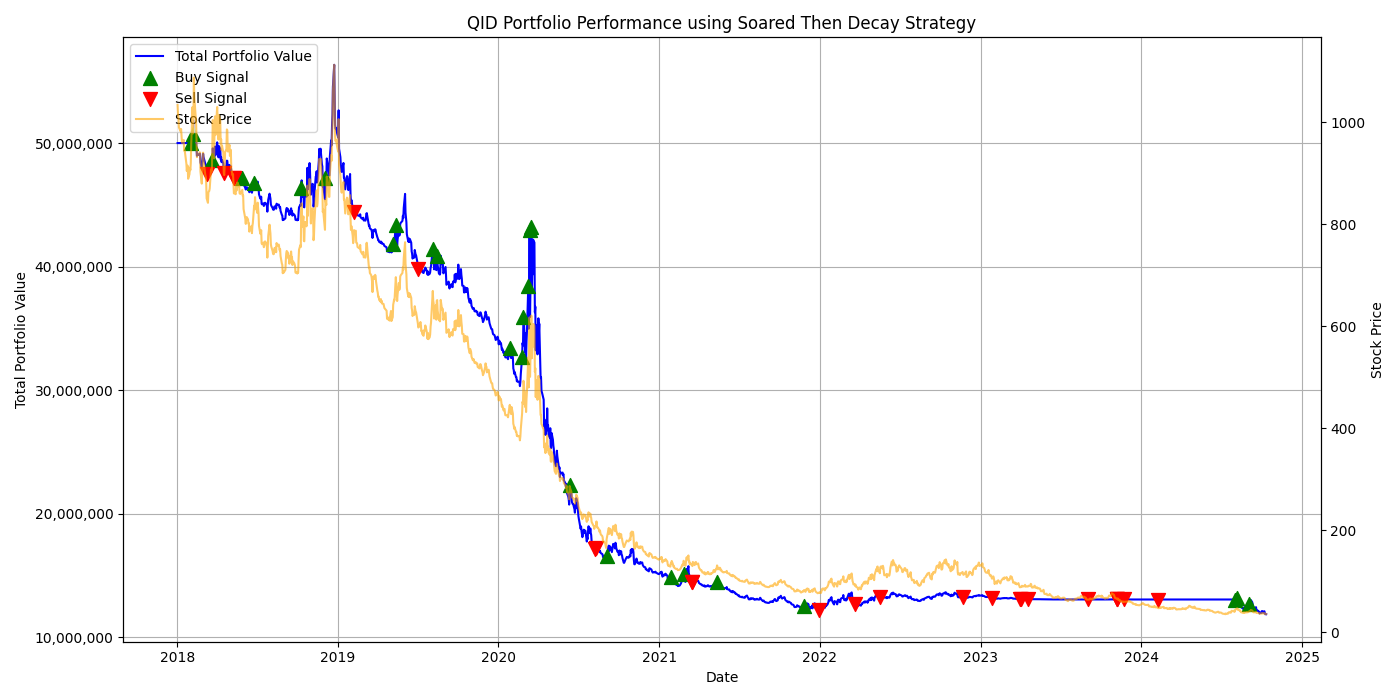 QID Portfolio Performance using Soared Then Decay Strategy
Total Portfolio Value
Buy Signal
Sell Signal
Stock Price
50,000,000
40,000,000
30,000,000
20,000,000
10,000,000
Total Portfolio Value
1000
800
600
400
200
0
Stock Price
2018
2019
2020
2021
2022
2023
2024
2025
Date